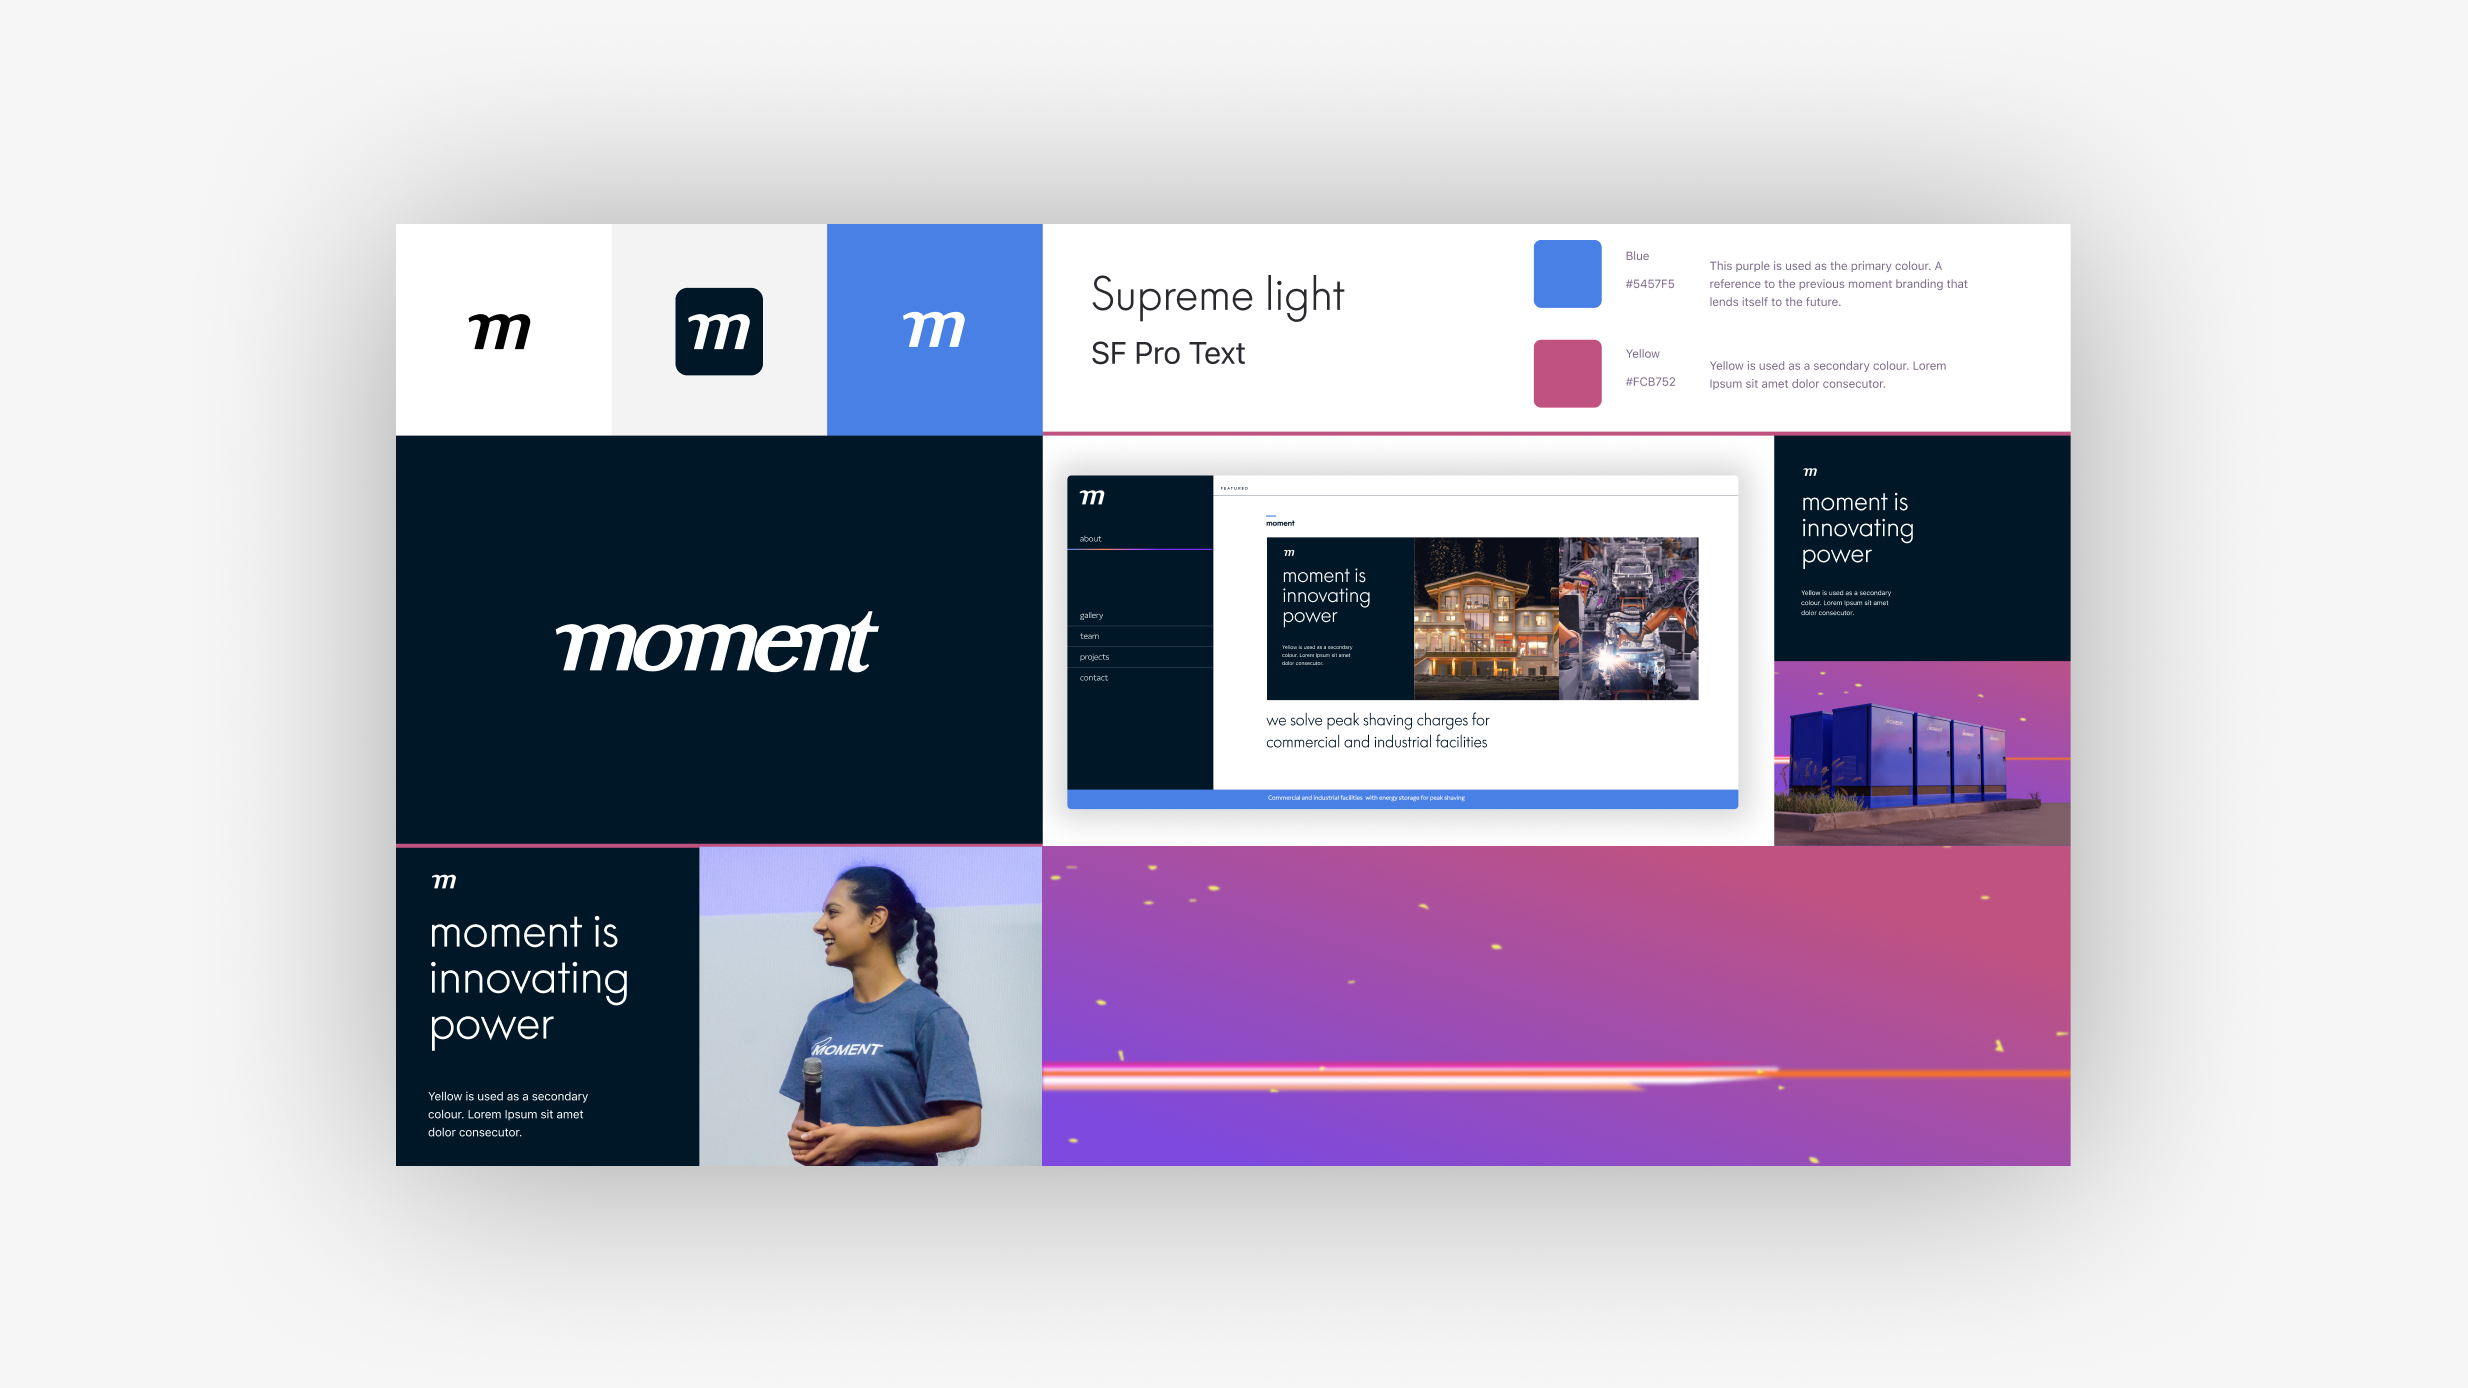 m
m
m
Supreme light
SF Pro Text
Blue
#5457F5
This purple is used as the primary colour. A
reference to the previous moment branding that
lends itself to the future.
Yellow
#FCB752
Yellow is used as a secondary colour. Lorem
Ipsum sit amet dolor consecutor.
moment
m
about
gallery
team
projects
contact
FEATURED
moment
m
moment is
innovating
power
Yellow is used as a secondary
colour. Lorem Ipsum sit amet
dolor consecutor.
we solve peak shaving charges for
commercial and industrial facilities
Commercial and industrial facilities with energy storage for peak shaving
m
moment is
innovating
power
Yellow is used as a secondary
colour. Lorem Ipsum sit amet
dolor consecutor.
MOMENT
MOMENT
MOMENT
MOMENT
m
moment is
innovating
power
Yellow is used as a secondary
colour. Lorem Ipsum sit amet
dolor consecutor.
MOMENT